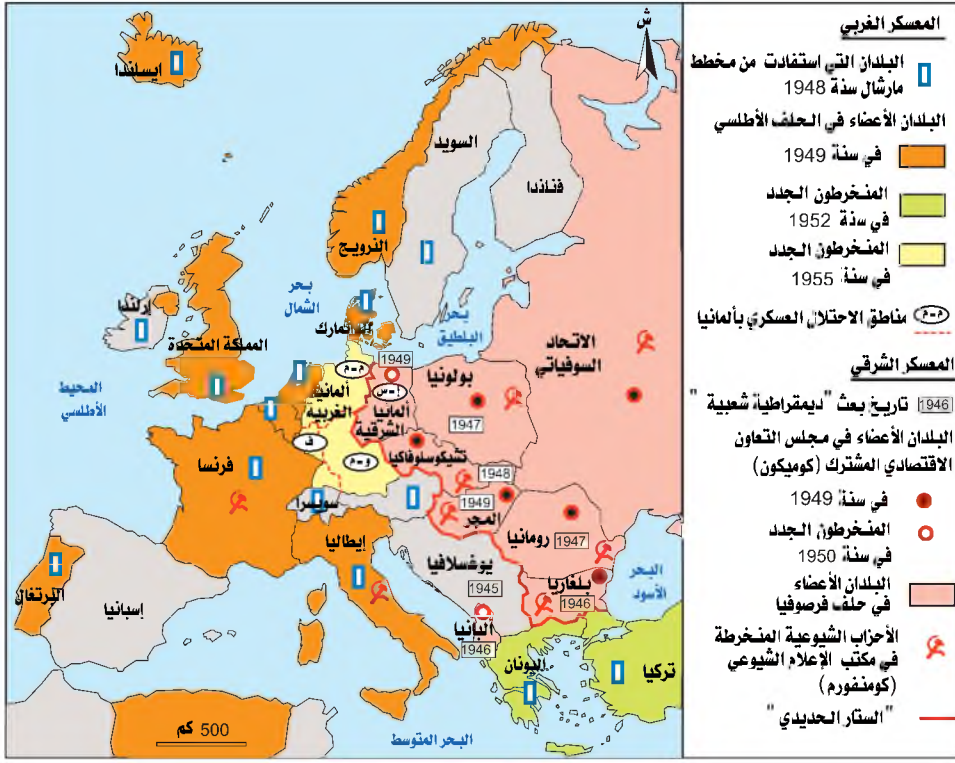 ش
ايسلندا
السويد
فنلندا
النرويج
بحر
الشمال
إرلندا
المملكة المتحدة
المحيط
الأطلسي
بحر
البلطيق
الاتحاد
السوفياتي
م-م
1949
أ-س
بولونيا
1947
ألمانيا
الغربية
ألمانيا
الشرقية
ف
و-م
تشيكوسلوفاكيا
1948
فرنسا
سويسرا
1949
المجر
رومانيا
1947
إيطاليا
يوغسلافيا
1945
بلغاريا
1946
البحر
الأسود
البرتغال
إسبانيا
ألبانيا
1946
اليونان
تركيا
500 كم
البحر المتوسط
المعسكر الغربي
البلدان التي استفادت من مخطط
مارشال سنة 1948
البلدان الأعضاء في الحلف الأطلسي
في سنة 1949
المنخرطون الجدد
في سنة 1952
المنخرطون الجدد
في سنة 1955
م-م
مناطق الاحتلال العسكري بألمانيا
المعسكر الشرقي
1946 تاريخ بعث "ديمقراطية شعبية "
البلدان الأعضاء في مجلس التعاون
الاقتصادي المشترك (كوميكون)
في سنة 1949
المنخرطون الجدد
في سنة 1950
البلدان الأعضاء
في حلف فرصوفيا
الأحزاب الشيوعية المنخرطة
في مكتب الإعلام الشيوعي
(كومنفورم)
"الستار الحديدي"